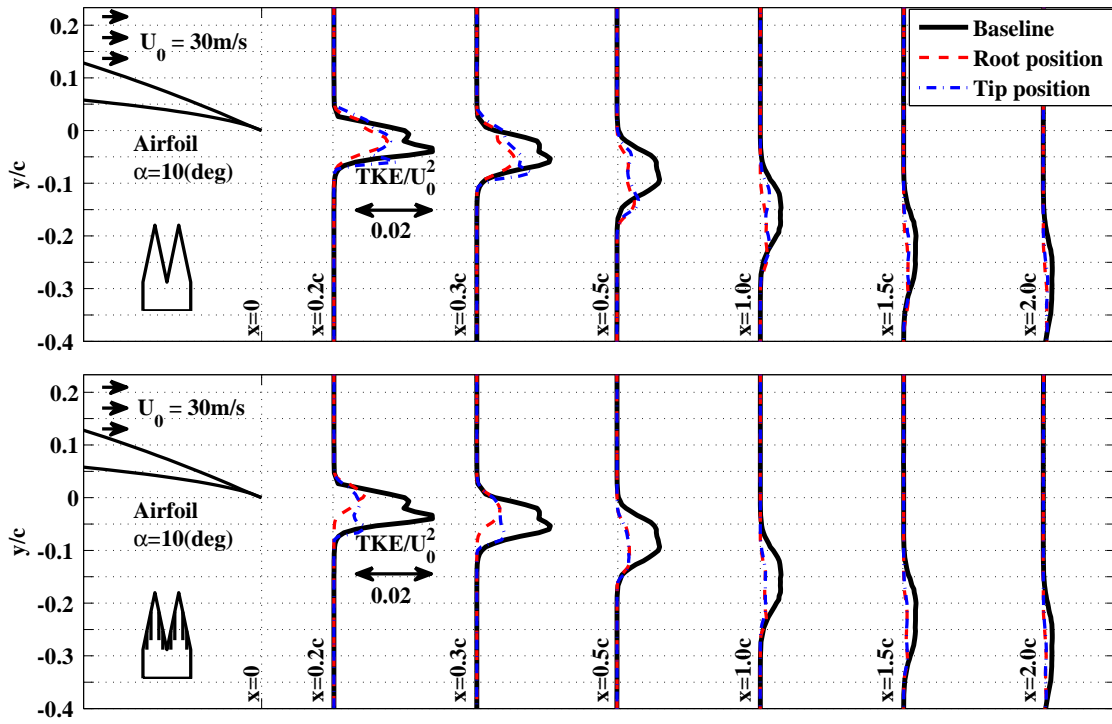 0.2
0.1
0
-0.1
-0.2
-0.3
-0.4
y/c
U0 = 30m/s
Airfoil
α=10(deg)
TKE/U0^2
0.02
x=0
x=0.2c
x=0.3c
x=0.5c
x=1.0c
x=1.5c
x=2.0c
Baseline
Root position
Tip position
0.2
0.1
0
-0.1
-0.2
-0.3
-0.4
y/c
U0 = 30m/s
Airfoil
α=10(deg)
TKE/U0^2
0.02
x=0
x=0.2c
x=0.3c
x=0.5c
x=1.0c
x=1.5c
x=2.0c